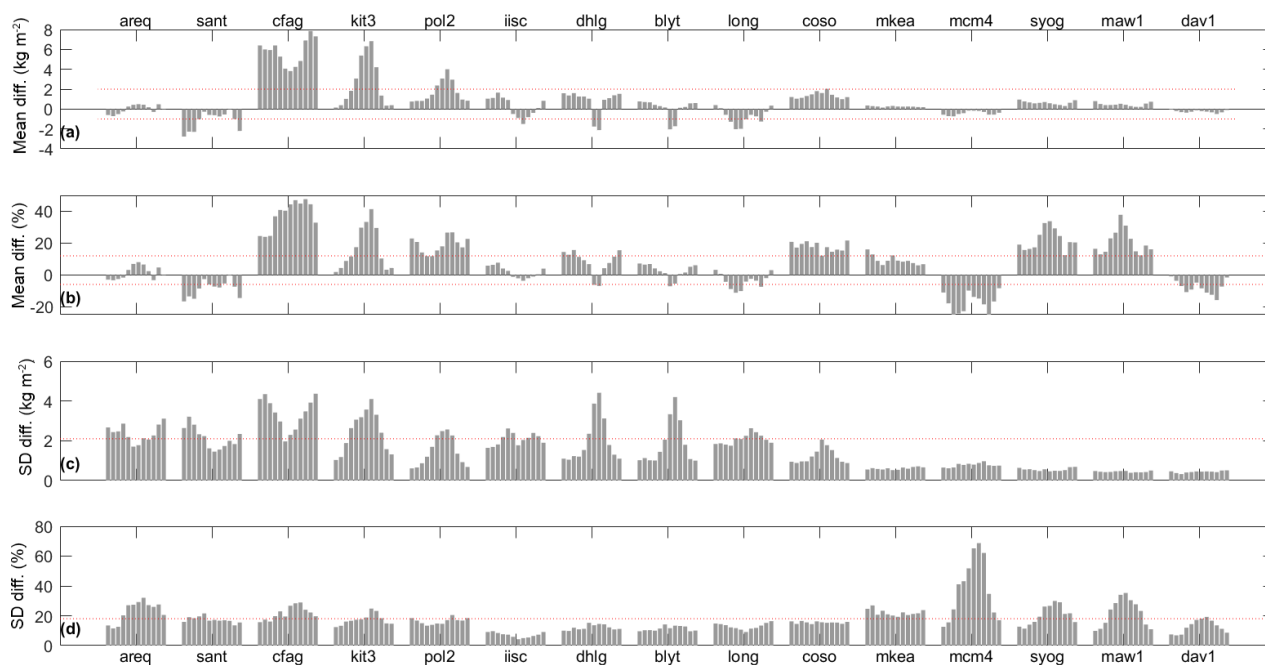 areq sant cfag kit3 pol2 iisc dhlg blyt long coso mkea mcm4 syog maw1 dav1
Mean diff. (kg m-2)
8
6
4
2
0
-2
-4
(a)
Mean diff. (%)
40
20
0
-20
(b)
SD diff. (kg m-2)
6
4
2
0
(c)
SD diff. (%)
80
60
40
20
0
(d)
areq sant cfag kit3 pol2 iisc dhlg blyt long coso mkea mcm4 syog maw1 dav1